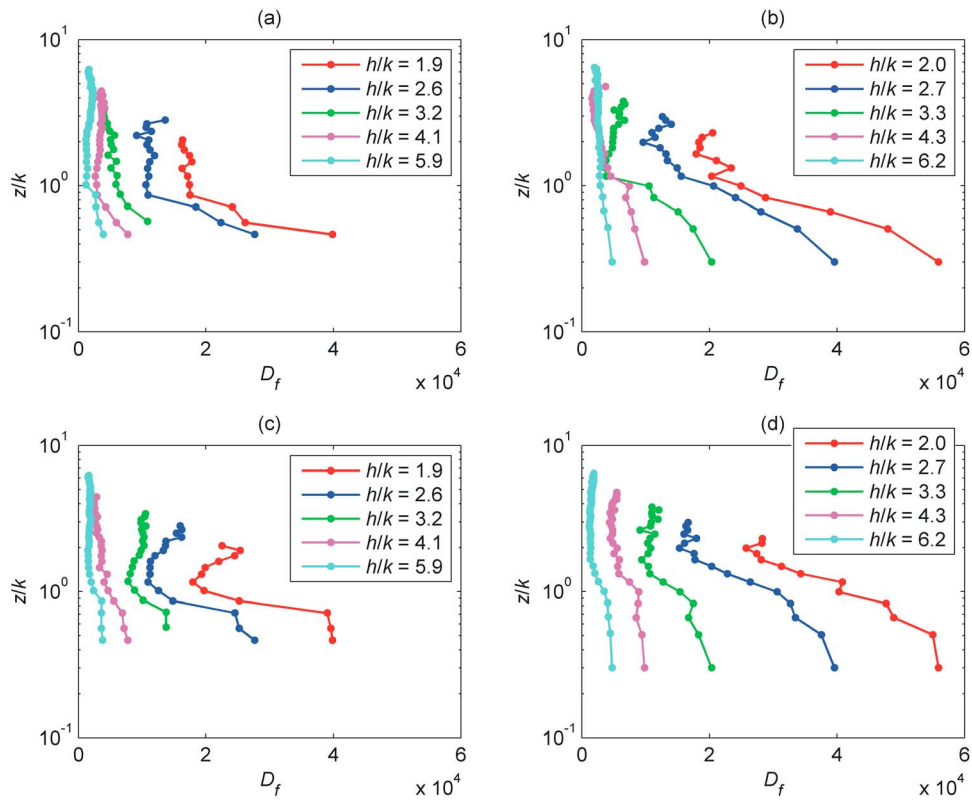 (a)
10^1
10^0
10^-1
z/k
h/k = 1.9
h/k = 2.6
h/k = 3.2
h/k = 4.1
h/k = 5.9
0 2 4 6
D_f
x 10^4
(b)
10^1
10^0
10^-1
z/k
h/k = 2.0
h/k = 2.7
h/k = 3.3
h/k = 4.3
h/k = 6.2
0 2 4 6
D_f
x 10^4
(c)
10^1
10^0
10^-1
z/k
h/k = 1.9
h/k = 2.6
h/k = 3.2
h/k = 4.1
h/k = 5.9
0 2 4 6
D_f
x 10^4
(d)
10^1
10^0
10^-1
z/k
h/k = 2.0
h/k = 2.7
h/k = 3.3
h/k = 4.3
h/k = 6.2
0 2 4 6
D_f
x 10^4